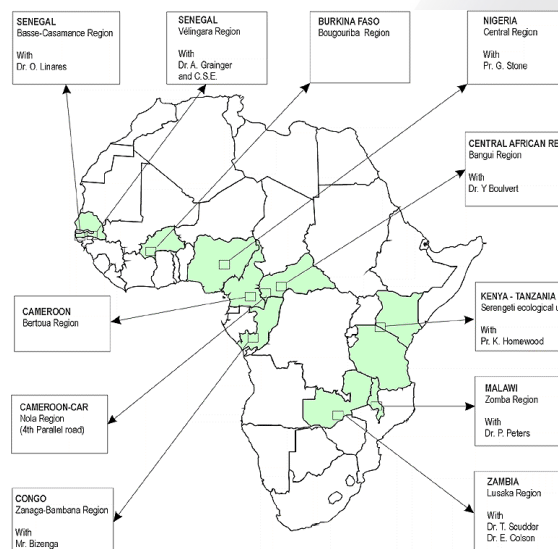 SENEGAL
Basse-Casamance Region
With
Dr. O. Linares
SENEGAL
Vélingara Region
With
Dr. A. Grainger
and C.S.E.
BURKINA FASO
Bougouriba Region
NIGERIA
Central Region
With
Pr. G. Stone
CENTRAL AFRICAN RE
Bangui Region
With
Dr. Y Boulvert
CAMEROON
Bertoua Region
KENYA - TANZANIA
Serengeti ecological u
With
Pr. K. Homewood
CAMEROON-CAR
Nola Region
(4th Parallel road)
MALAWI
Zomba Region
With
Dr. P. Peters
CONGO
Zanaga-Bambana Region
With
Mr. Bizenga
ZAMBIA
Lusaka Region
With
Dr. T. Soudder
Dr. E. Colson